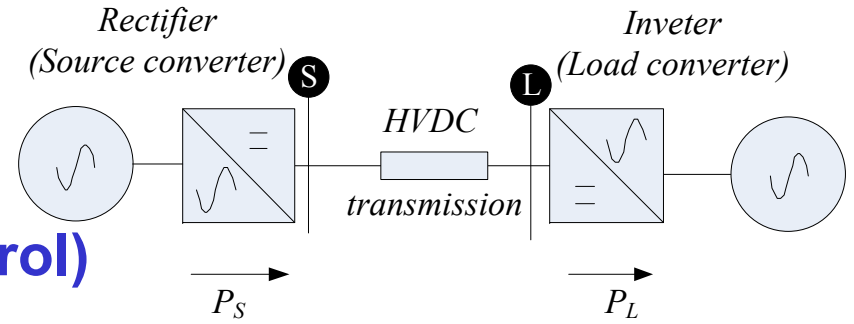 Rectifier
(Source converter)
S
Inveter
(Load converter)
L
HVDC
transmission
rol)
P_S
P_L